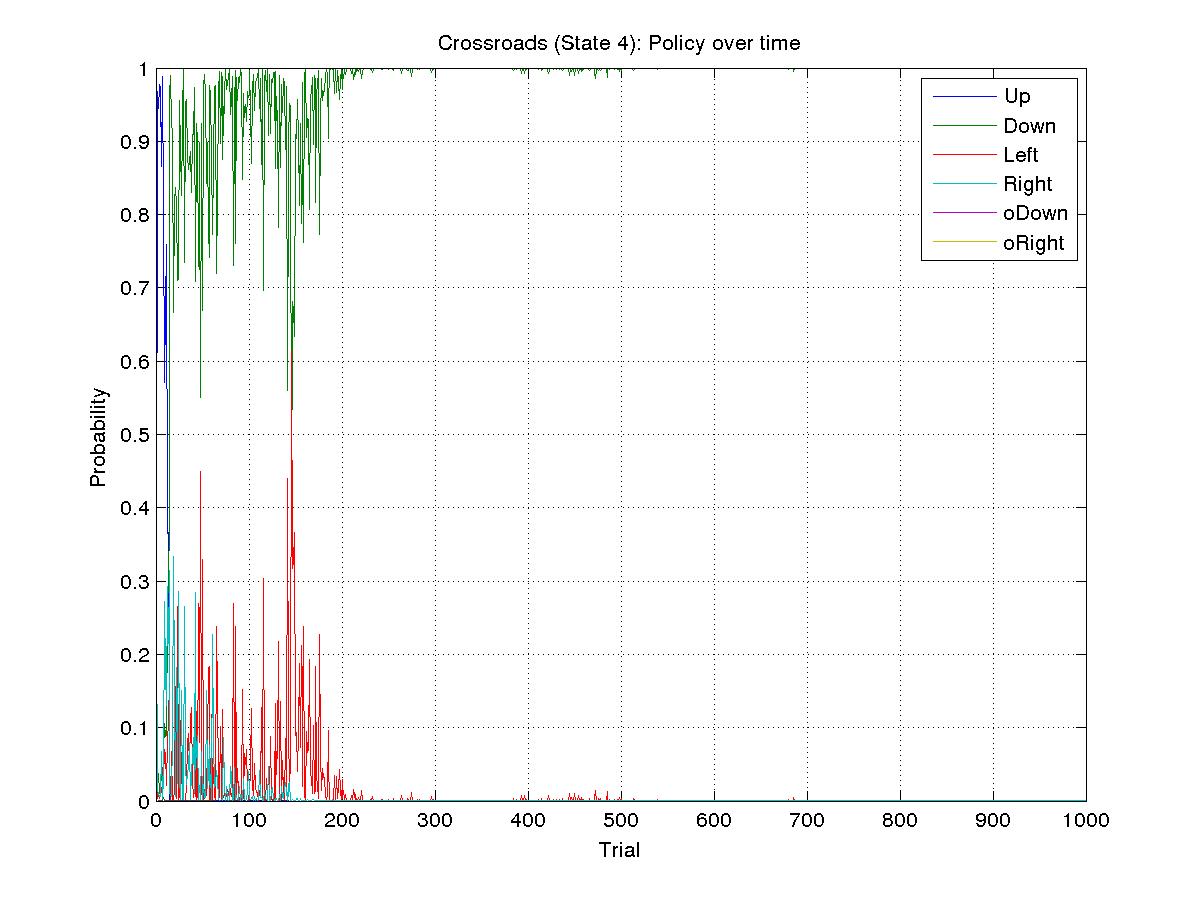 Crossroads (State 4): Policy over time
1
0.9
0.8
0.7
0.6
0.5
0.4
0.3
0.2
0.1
0
Probability
Up
Down
Left
Right
oDown
oRight
0 100 200 300 400 500 600 700 800 900 1000
Trial